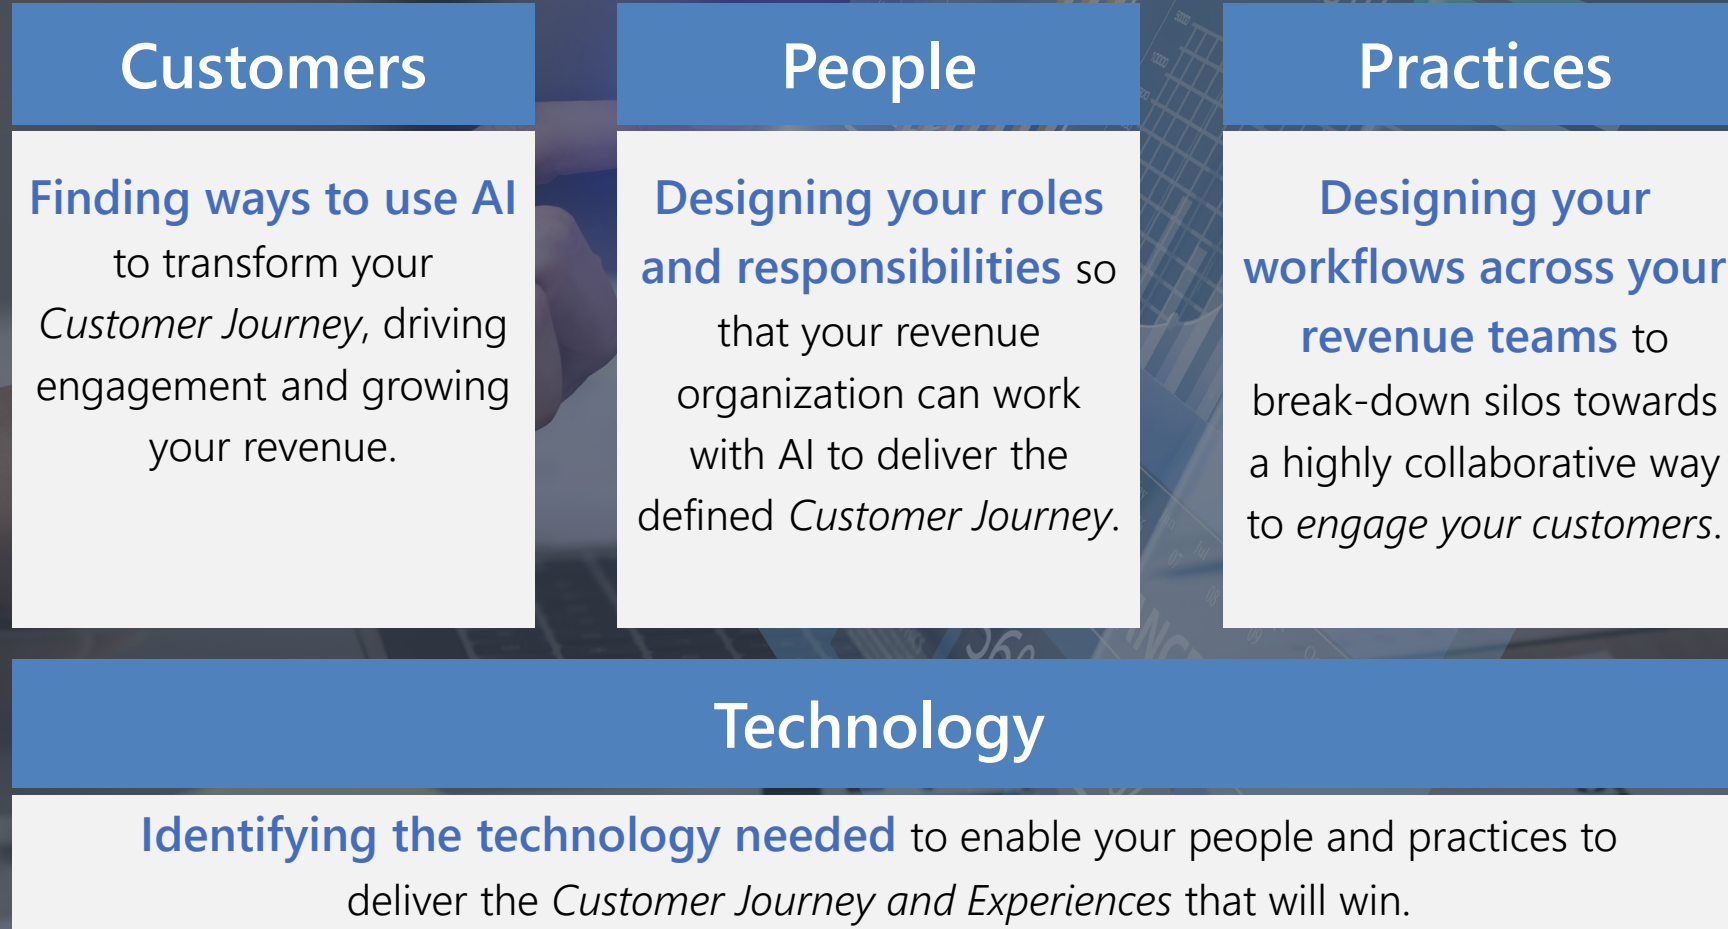 Customers
Finding ways to use AI
to transform your
Customer Journey, driving
engagement and growing
your revenue.
People
Designing your roles
and responsibilities so
that your revenue
organization can work
with AI to deliver the
defined Customer Journey.
Practices
Designing your
workflows across your
revenue teams to
break-down silos towards
a highly collaborative way
to engage your customers.
Technology
Identifying the technology needed to enable your people and practices to
deliver the Customer Journey and Experiences that will win.